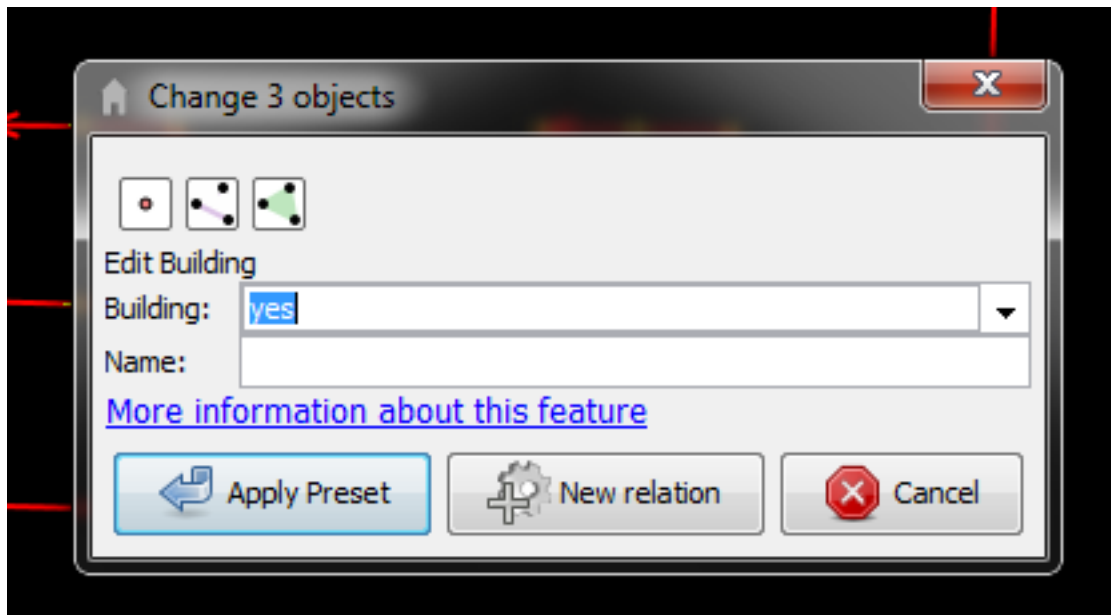 Change 3 objects
Edit Building
Building: yes
Name:
More information about this feature
Apply Preset New relation Cancel